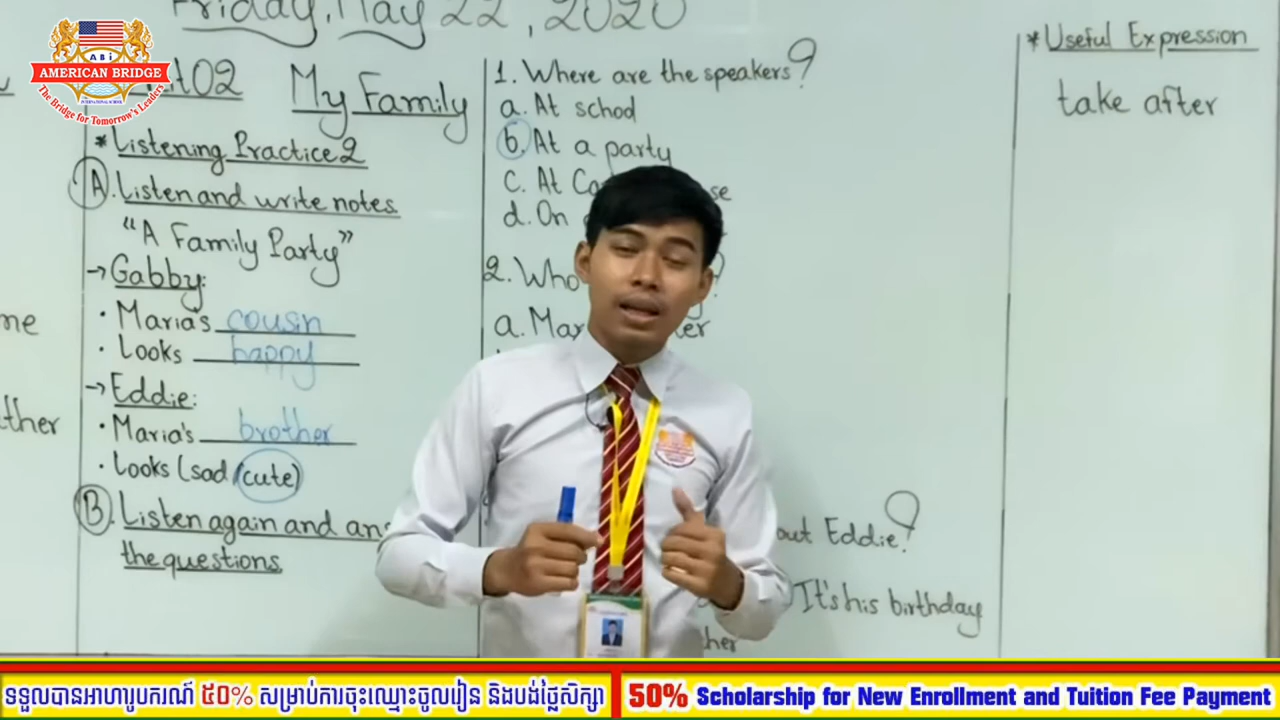 Friday, May 22, 2020
ABi
AMERICAN BRIDGE
INTERNATIONAL SCHOOL
The Bridge for Tomorrow's Leaders
A02 My Family
* Listening Practice 2
A. Listen and write notes.
"A Family Party"
→ Gabby:
• Maria's cousin
• Looks happy
→ Eddie:
• Maria's brother
• Looks (sad (cute)
B. Listen again and
the questions.
me
ther
1. Where are the speakers?
a. At school
b. At a party
c. At
d. On
2. Who
a.
out Eddie?
It's his birthday
her
* Useful Expression
take after
ទទួលបានអាហារូបករណ៍ ៥០% សម្រាប់ការចុះឈ្មោះចូលរៀន និងបង់ថ្លៃសិក្សា
50% Scholarship for New Enrollment and Tuition Fee Payment